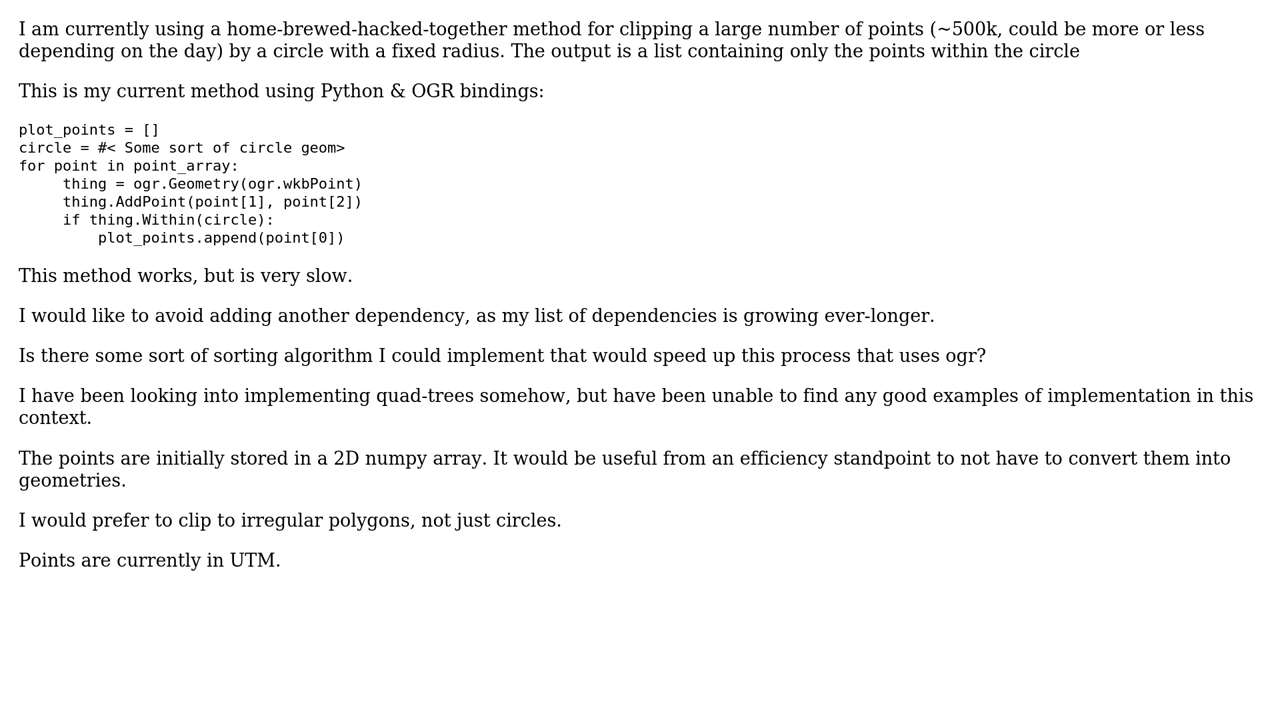 I am currently using a home-brewed-hacked-together method for clipping a large number of points (~500k, could be more or less
depending on the day) by a circle with a fixed radius. The output is a list containing only the points within the circle
This is my current method using Python & OGR bindings:
plot_points = []
circle = #< Some sort of circle geom>
for point in point_array:
     thing = ogr.Geometry(ogr.wkbPoint)
     thing.AddPoint(point[1], point[2])
     if thing.Within(circle):
         plot_points.append(point[0])
This method works, but is very slow.
I would like to avoid adding another dependency, as my list of dependencies is growing ever-longer.
Is there some sort of sorting algorithm I could implement that would speed up this process that uses ogr?
I have been looking into implementing quad-trees somehow, but have been unable to find any good examples of implementation in this
context.
The points are initially stored in a 2D numpy array. It would be useful from an efficiency standpoint to not have to convert them into
geometries.
I would prefer to clip to irregular polygons, not just circles.
Points are currently in UTM.